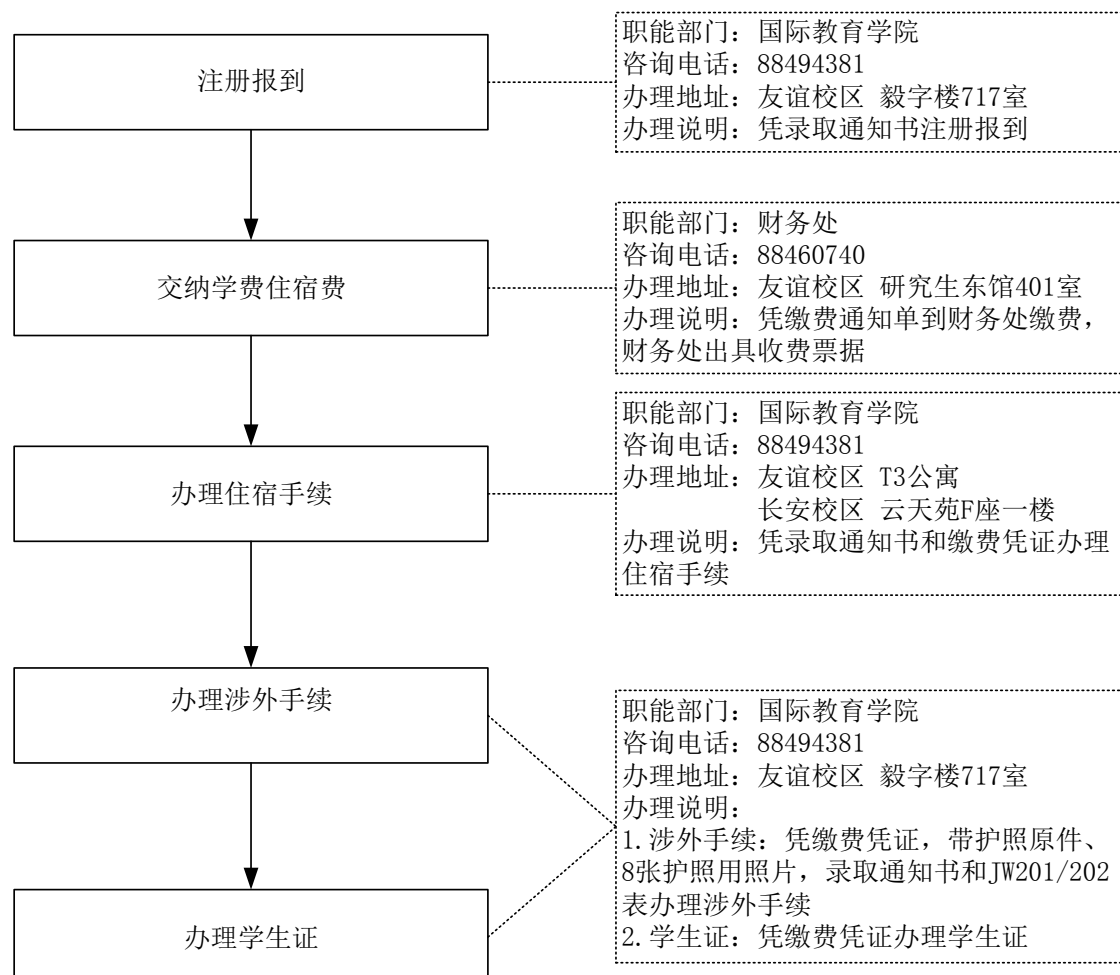 注册报到
职能部门：国际教育学院
咨询电话：88494381
办理地址：友谊校区 毅字楼717室
办理说明：凭录取通知书注册报到
交纳学费住宿费
职能部门：财务处
咨询电话：88460740
办理地址：友谊校区 研究生东馆401室
办理说明：凭缴费通知单到财务处缴费，
财务处出具收费票据
办理住宿手续
职能部门：国际教育学院
咨询电话：88494381
办理地址：友谊校区 T3公寓
长安校区 云天苑F座一楼
办理说明：凭录取通知书和缴费凭证办理
住宿手续
办理涉外手续
办理学生证
职能部门：国际教育学院
咨询电话：88494381
办理地址：友谊校区 毅字楼717室
办理说明：
1.涉外手续：凭缴费凭证，带护照原件、
8张护照用照片，录取通知书和JW201/202
表办理涉外手续
2.学生证：凭缴费凭证办理学生证